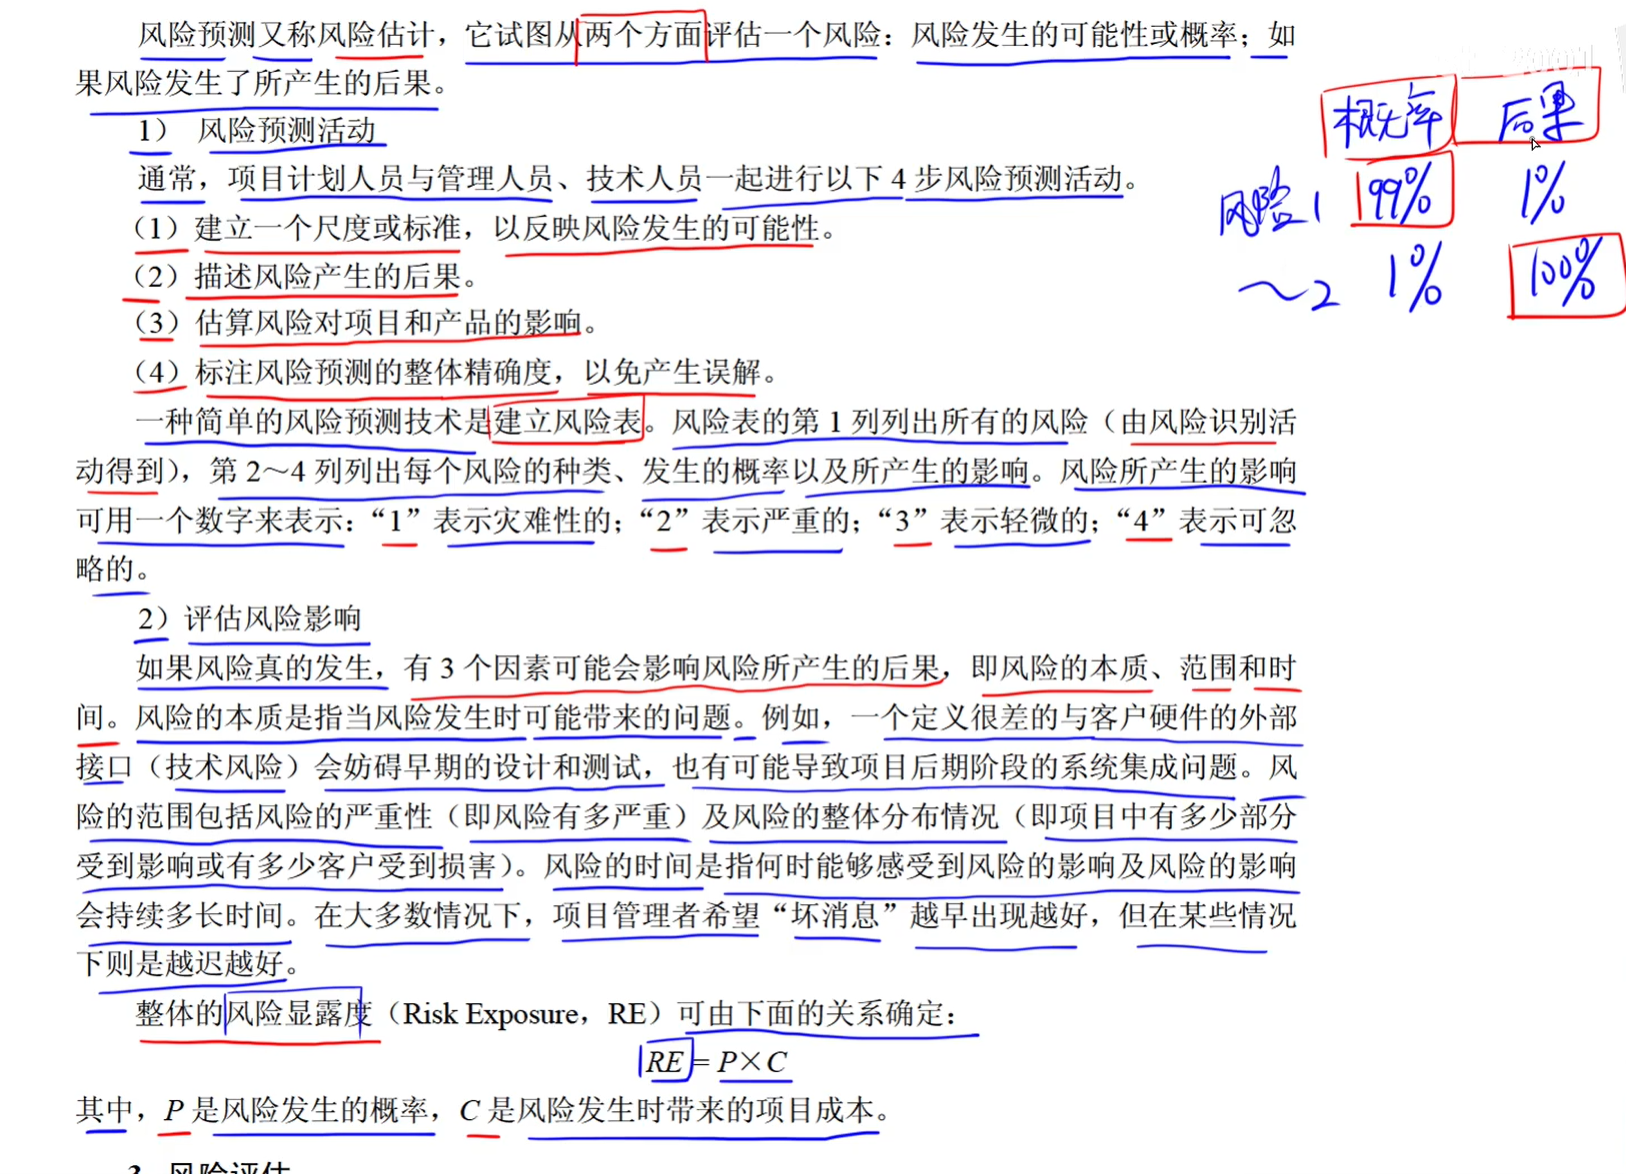 风险预测又称风险估计，它试图从两个方面评估一个风险：风险发生的可能性或概率；如
果风险发生了所产生的后果。
概率 后果
1） 风险预测活动
通常，项目计划人员与管理人员、技术人员一起进行以下 4 步风险预测活动。
风险1 99% 1%
（1）建立一个尺度或标准，以反映风险发生的可能性。
（2）描述风险产生的后果。
～2 1% 100%
（3）估算风险对项目和产品的影响。
（4）标注风险预测的整体精确度，以免产生误解。
一种简单的风险预测技术是建立风险表。风险表的第 1 列列出所有的风险（由风险识别活
动得到），第 2～4 列列出每个风险的种类、发生的概率以及所产生的影响。风险所产生的影响
可用一个数字来表示：“1”表示灾难性的；“2”表示严重的；“3”表示轻微的；“4”表示可忽
略的。
2）评估风险影响
如果风险真的发生，有 3 个因素可能会影响风险所产生的后果，即风险的本质、范围和时
间。风险的本质是指当风险发生时可能带来的问题。例如，一个定义很差的与客户硬件的外部
接口（技术风险）会妨碍早期的设计和测试，也有可能导致项目后期阶段的系统集成问题。风
险的范围包括风险的严重性（即风险有多严重）及风险的整体分布情况（即项目中有多少部分
受到影响或有多少客户受到损害）。风险的时间是指何时能够感受到风险的影响及风险的影响
会持续多长时间。在大多数情况下，项目管理者希望“坏消息”越早出现越好，但在某些情况
下则是越迟越好。
整体的风险显露度（Risk Exposure，RE）可由下面的关系确定：
RE = P×C
其中，P 是风险发生的概率，C 是风险发生时带来的项目成本。
3 风险评估